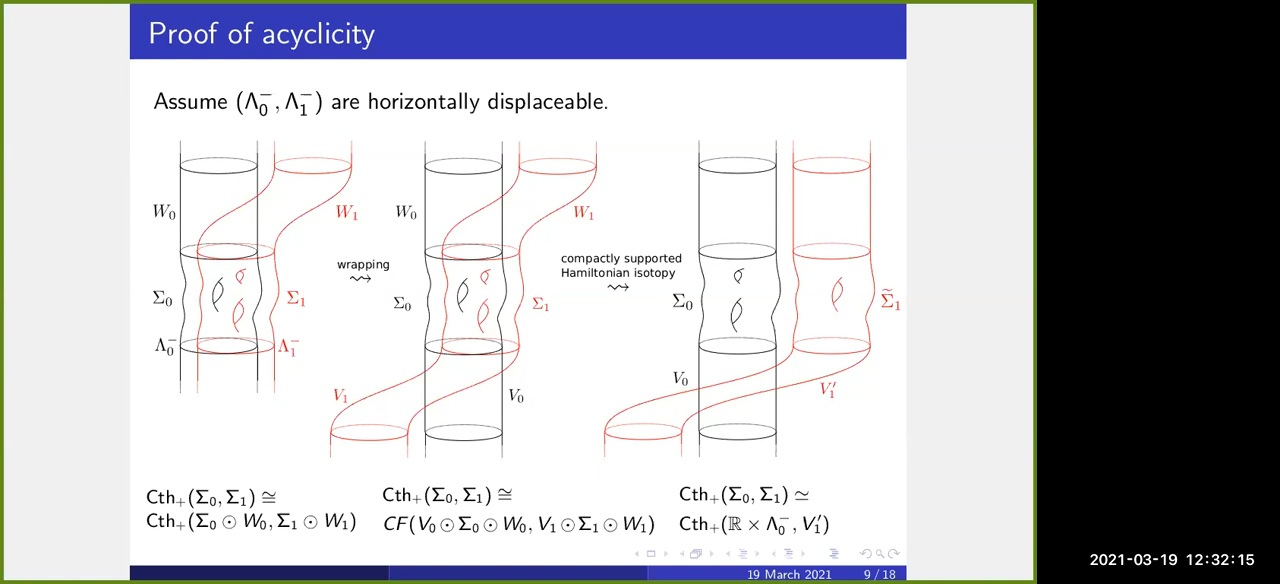 Proof of acyclicity
Assume (Λ₀⁻, Λ₁⁻) are horizontally displaceable.
W₀
W₁
Σ₀
Σ₁
Λ₀⁻
Λ₁⁻
wrapping
⇝
W₀
W₁
Σ₀
Σ₁
V₁
V₀
compactly supported
Hamiltonian isotopy
⇝
Σ₀
Σ̃₁
V₀
V₁′
Cth₊(Σ₀, Σ₁) ≅
Cth₊(Σ₀ ⊙ W₀, Σ₁ ⊙ W₁)
Cth₊(Σ₀, Σ₁) ≅
CF(V₀ ⊙ Σ₀ ⊙ W₀, V₁ ⊙ Σ₁ ⊙ W₁)
Cth₊(Σ₀, Σ₁) ≃
Cth₊(ℝ × Λ₀⁻, V₁′)
19 March 2021 9 / 18
2021-03-19 12:32:15